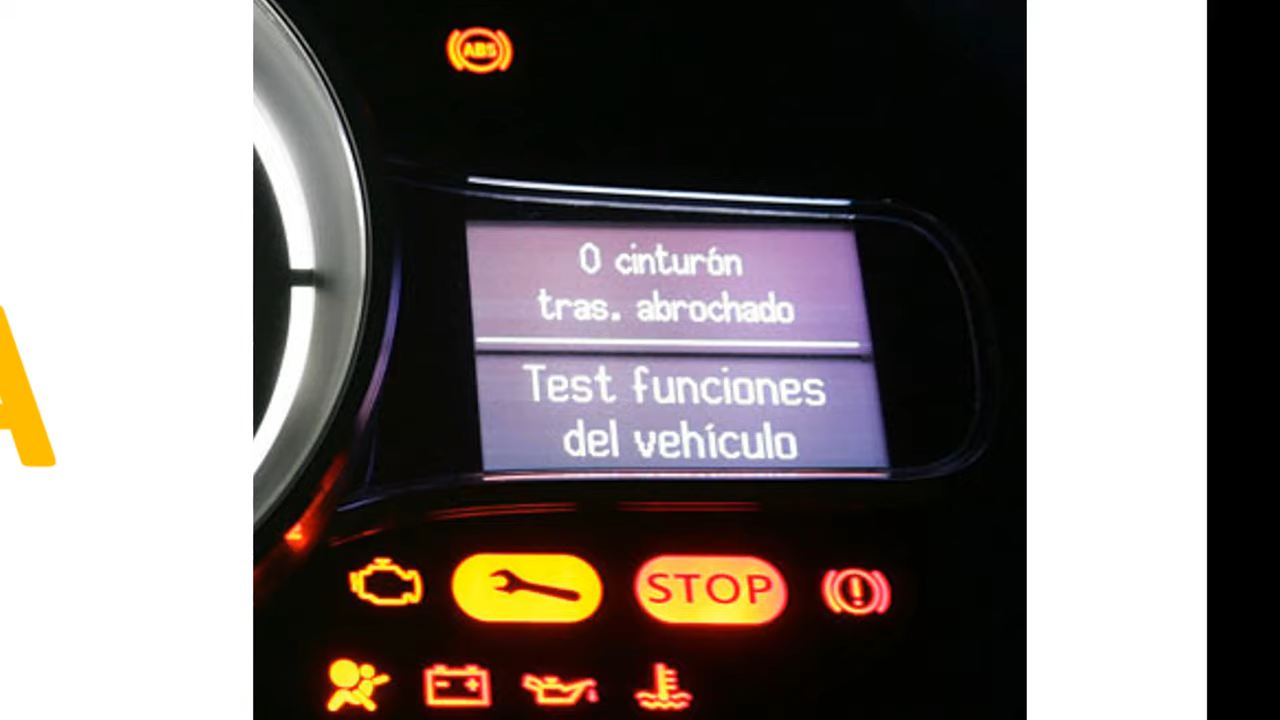 ABS
0 cinturón
tras. abrochado
Test funciones
del vehículo
STOP
A